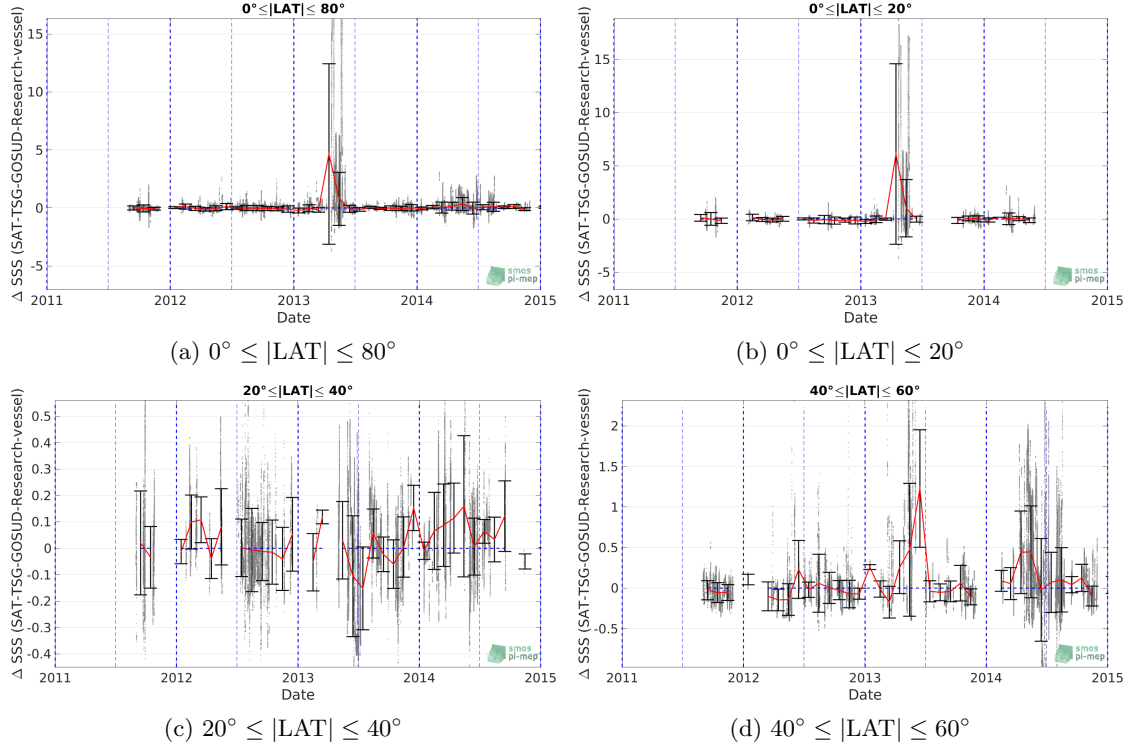 0°≤|LAT|≤ 80°
Δ SSS (SAT-TSG-GOSUD-Research-vessel)
15
10
5
0
-5
2011
2012
2013
2014
2015
Date
smos
pi-mep
(a) 0° ≤ |LAT| ≤ 80°
0°≤|LAT|≤ 20°
Δ SSS (SAT-TSG-GOSUD-Research-vessel)
15
10
5
0
-5
2011
2012
2013
2014
2015
Date
smos
pi-mep
(b) 0° ≤ |LAT| ≤ 20°
20°≤|LAT|≤ 40°
Δ SSS (SAT-TSG-GOSUD-Research-vessel)
0.5
0.4
0.3
0.2
0.1
0
-0.1
-0.2
-0.3
-0.4
2011
2012
2013
2014
2015
Date
smos
pi-mep
(c) 20° ≤ |LAT| ≤ 40°
40°≤|LAT|≤ 60°
Δ SSS (SAT-TSG-GOSUD-Research-vessel)
2
1.5
1
0.5
0
-0.5
2011
2012
2013
2014
2015
Date
smos
pi-mep
(d) 40° ≤ |LAT| ≤ 60°